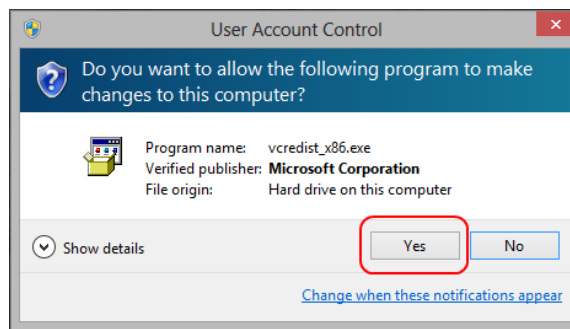 User Account Control
Do you want to allow the following program to make
changes to this computer?
Program name: vcredist_x86.exe
Verified publisher: Microsoft Corporation
File origin: Hard drive on this computer
Show details
Yes
No
Change when these notifications appear